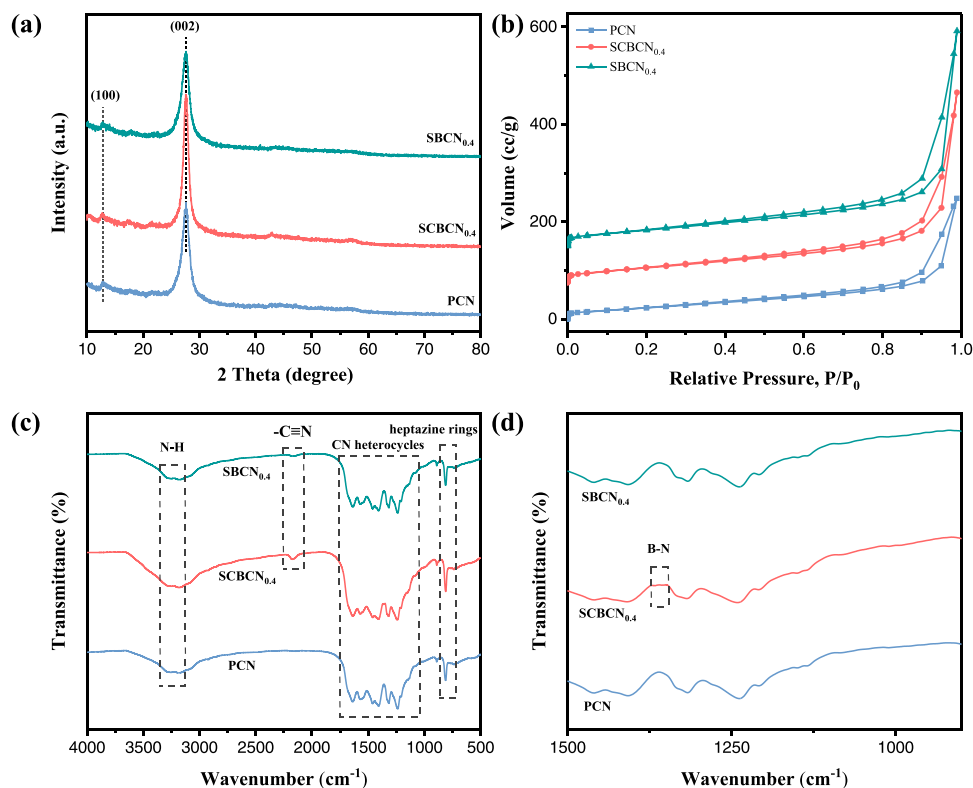 (a)
(002)
(100)
SBCN0.4
SCBCN0.4
PCN
Intensity (a.u.)
10 20 30 40 50 60 70 80
2 Theta (degree)
(b)
PCN
SCBCN0.4
SBCN0.4
600
400
200
0
Volume (cc/g)
0.0 0.2 0.4 0.6 0.8 1.0
Relative Pressure, P/P0
(c)
N-H
-C≡N
CN heterocycles
heptazine rings
SBCN0.4
SCBCN0.4
PCN
Transmittance (%)
4000 3500 3000 2500 2000 1500 1000 500
Wavenumber (cm-1)
(d)
SBCN0.4
B-N
SCBCN0.4
PCN
Transmittance (%)
1500 1250 1000
Wavenumber (cm-1)